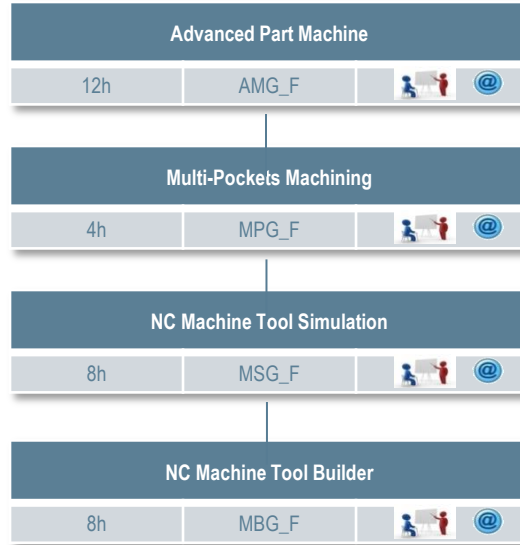 Advanced Part Machine
12h AMG_F @
Multi-Pockets Machining
4h MPG_F @
NC Machine Tool Simulation
8h MSG_F @
NC Machine Tool Builder
8h MBG_F @